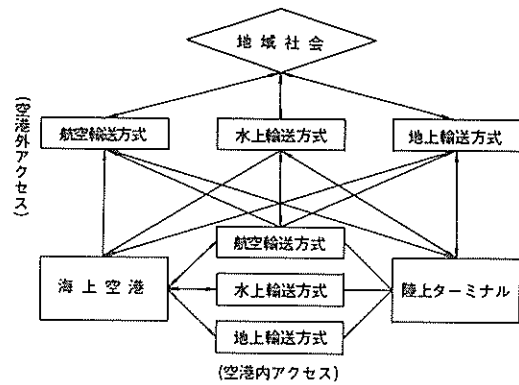 地域社会
(空港外アクセス)
航空輸送方式
水上輸送方式
地上輸送方式
航空輸送方式
海上空港
水上輸送方式
陸上ターミナル
地上輸送方式
(空港内アクセス)